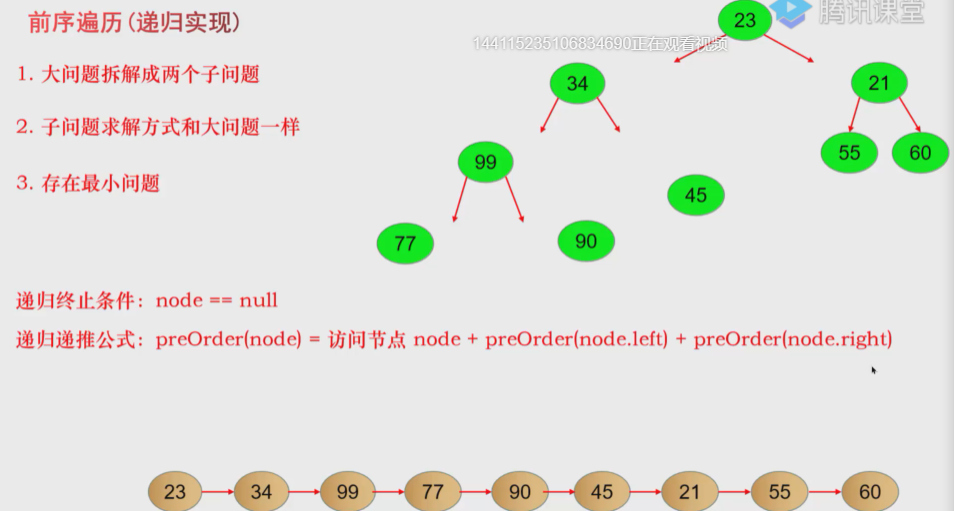 前序遍历(递归实现)
腾讯课堂
144115235106834690正在观看视频
1. 大问题拆解成两个子问题
2. 子问题求解方式和大问题一样
3. 存在最小问题
23
34
21
99
55
60
45
77
90
递归终止条件：node == null
递归递推公式：preOrder(node) = 访问节点 node + preOrder(node.left) + preOrder(node.right)
23 34 99 77 90 45 21 55 60